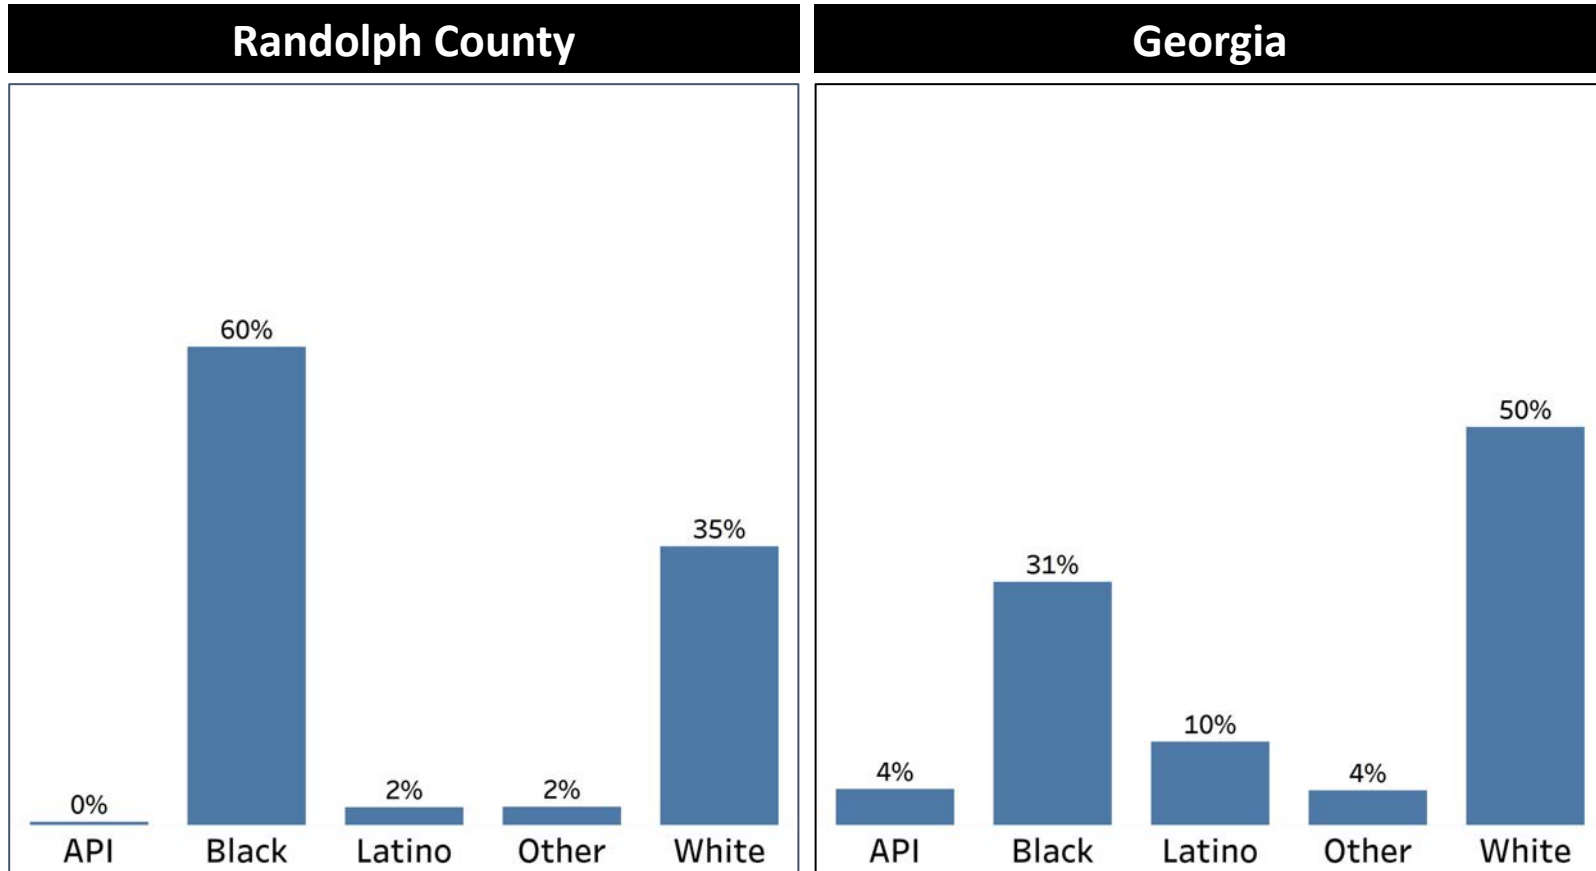 Randolph County
60%
35%
2%
2%
0%
API Black Latino Other White
Georgia
50%
31%
10%
4%
4%
API Black Latino Other White